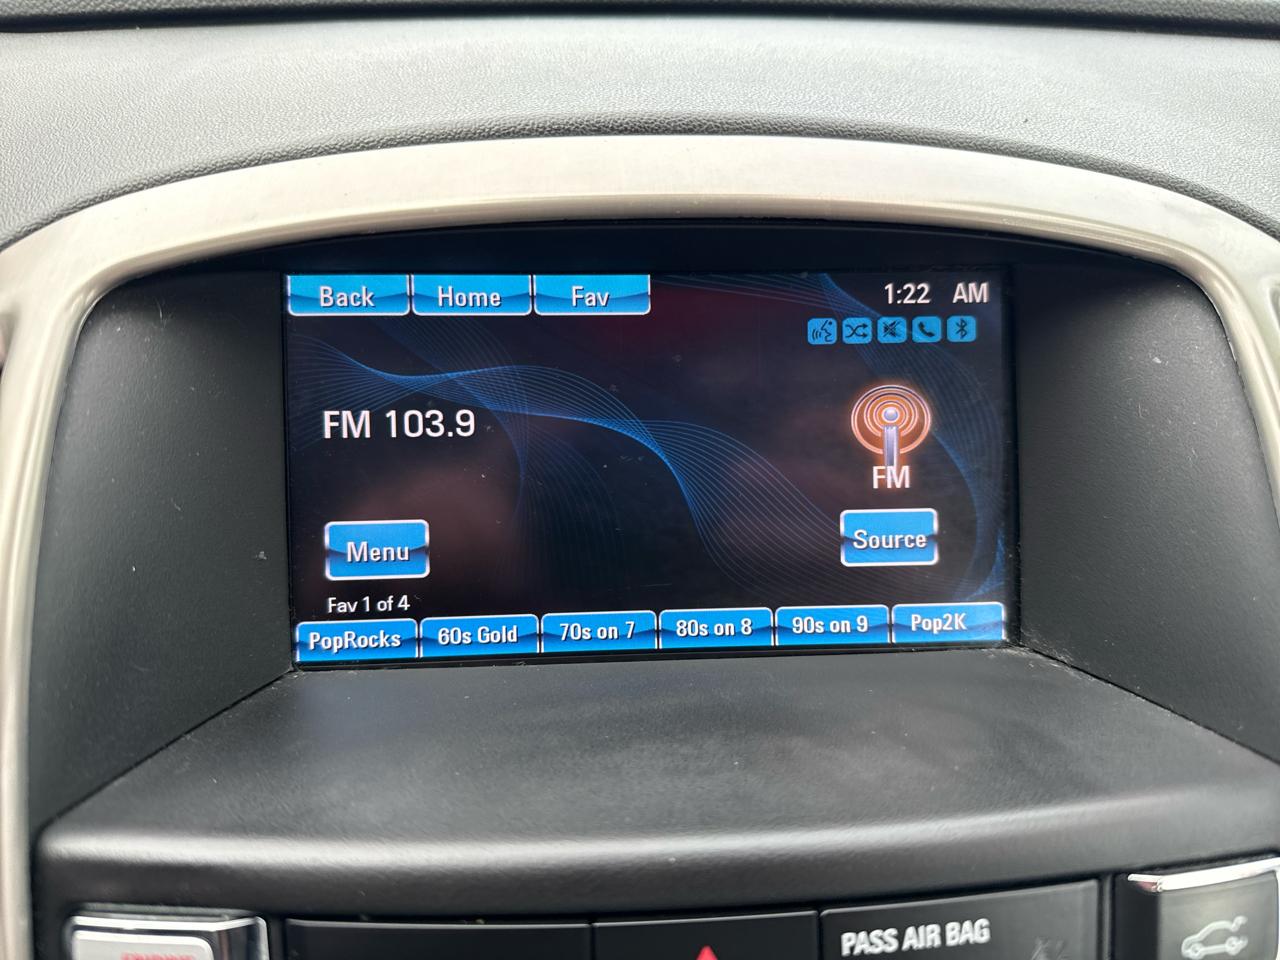 Back Home Fav 1:22 AM
FM 103.9
FM
Menu Source
Fav 1 of 4
PopRocks 60s Gold 70s on 7 80s on 8 90s on 9 Pop2K
PASS AIR BAG